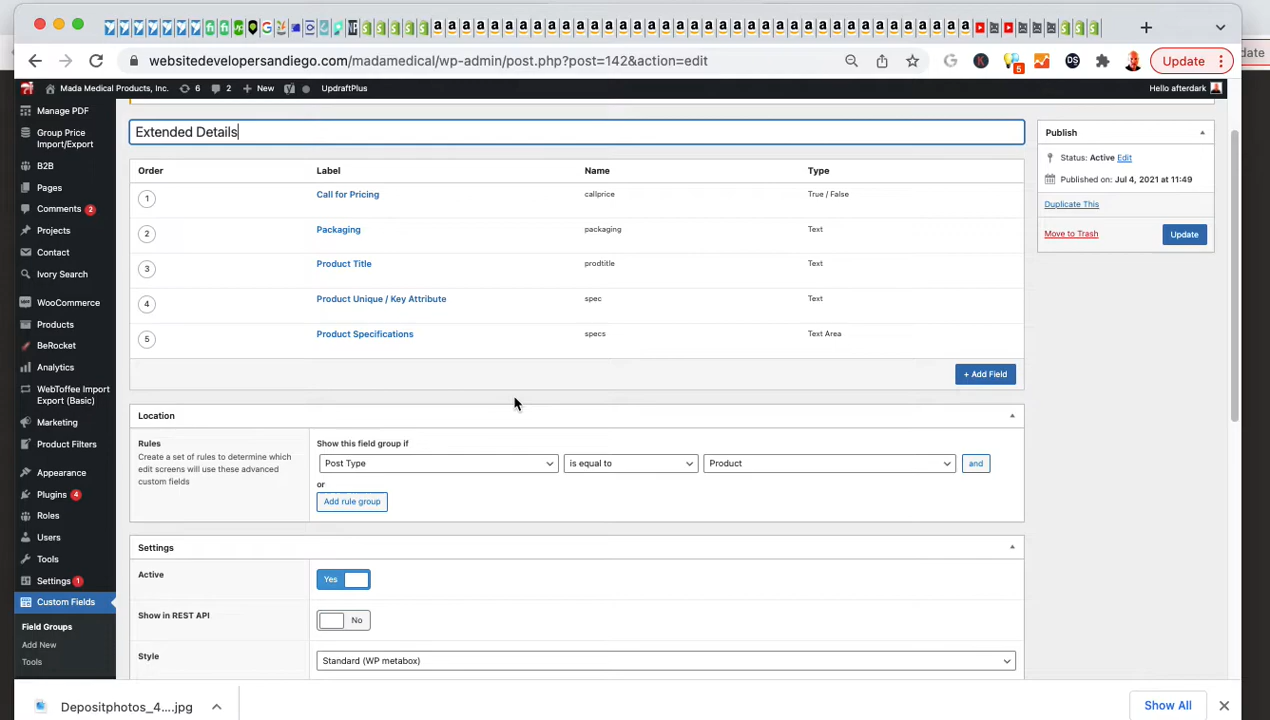 websitedevelopersandiego.com/madamedical/wp-admin/post.php?post=142&action=edit
5
DS
Update
date
Mada Medical Products, Inc.
6
2
New
UpdraftPlus
Hello afterdark
Manage PDF
Group Price
Import/Export
B2B
Pages
Comments 2
Projects
Contact
Ivory Search
WooCommerce
Products
BeRocket
Analytics
WebToffee Import
Export (Basic)
Marketing
Product Filters
Appearance
Plugins 4
Roles
Users
Tools
Settings 1
Custom Fields
Field Groups
Add New
Tools
Extended Details
Order Label Name Type
1 Call for Pricing callprice True / False
2 Packaging packaging Text
3 Product Title prodtitle Text
4 Product Unique / Key Attribute spec Text
5 Product Specifications specs Text Area
+ Add Field
Location
Rules
Create a set of rules to determine which
edit screens will use these advanced
custom fields
Show this field group if
Post Type is equal to Product and
or
Add rule group
Settings
Active Yes
Show in REST API No
Style Standard (WP metabox)
Publish
Status: Active Edit
Published on: Jul 4, 2021 at 11:49
Duplicate This
Move to Trash Update
Depositphotos_4....jpg
Show All